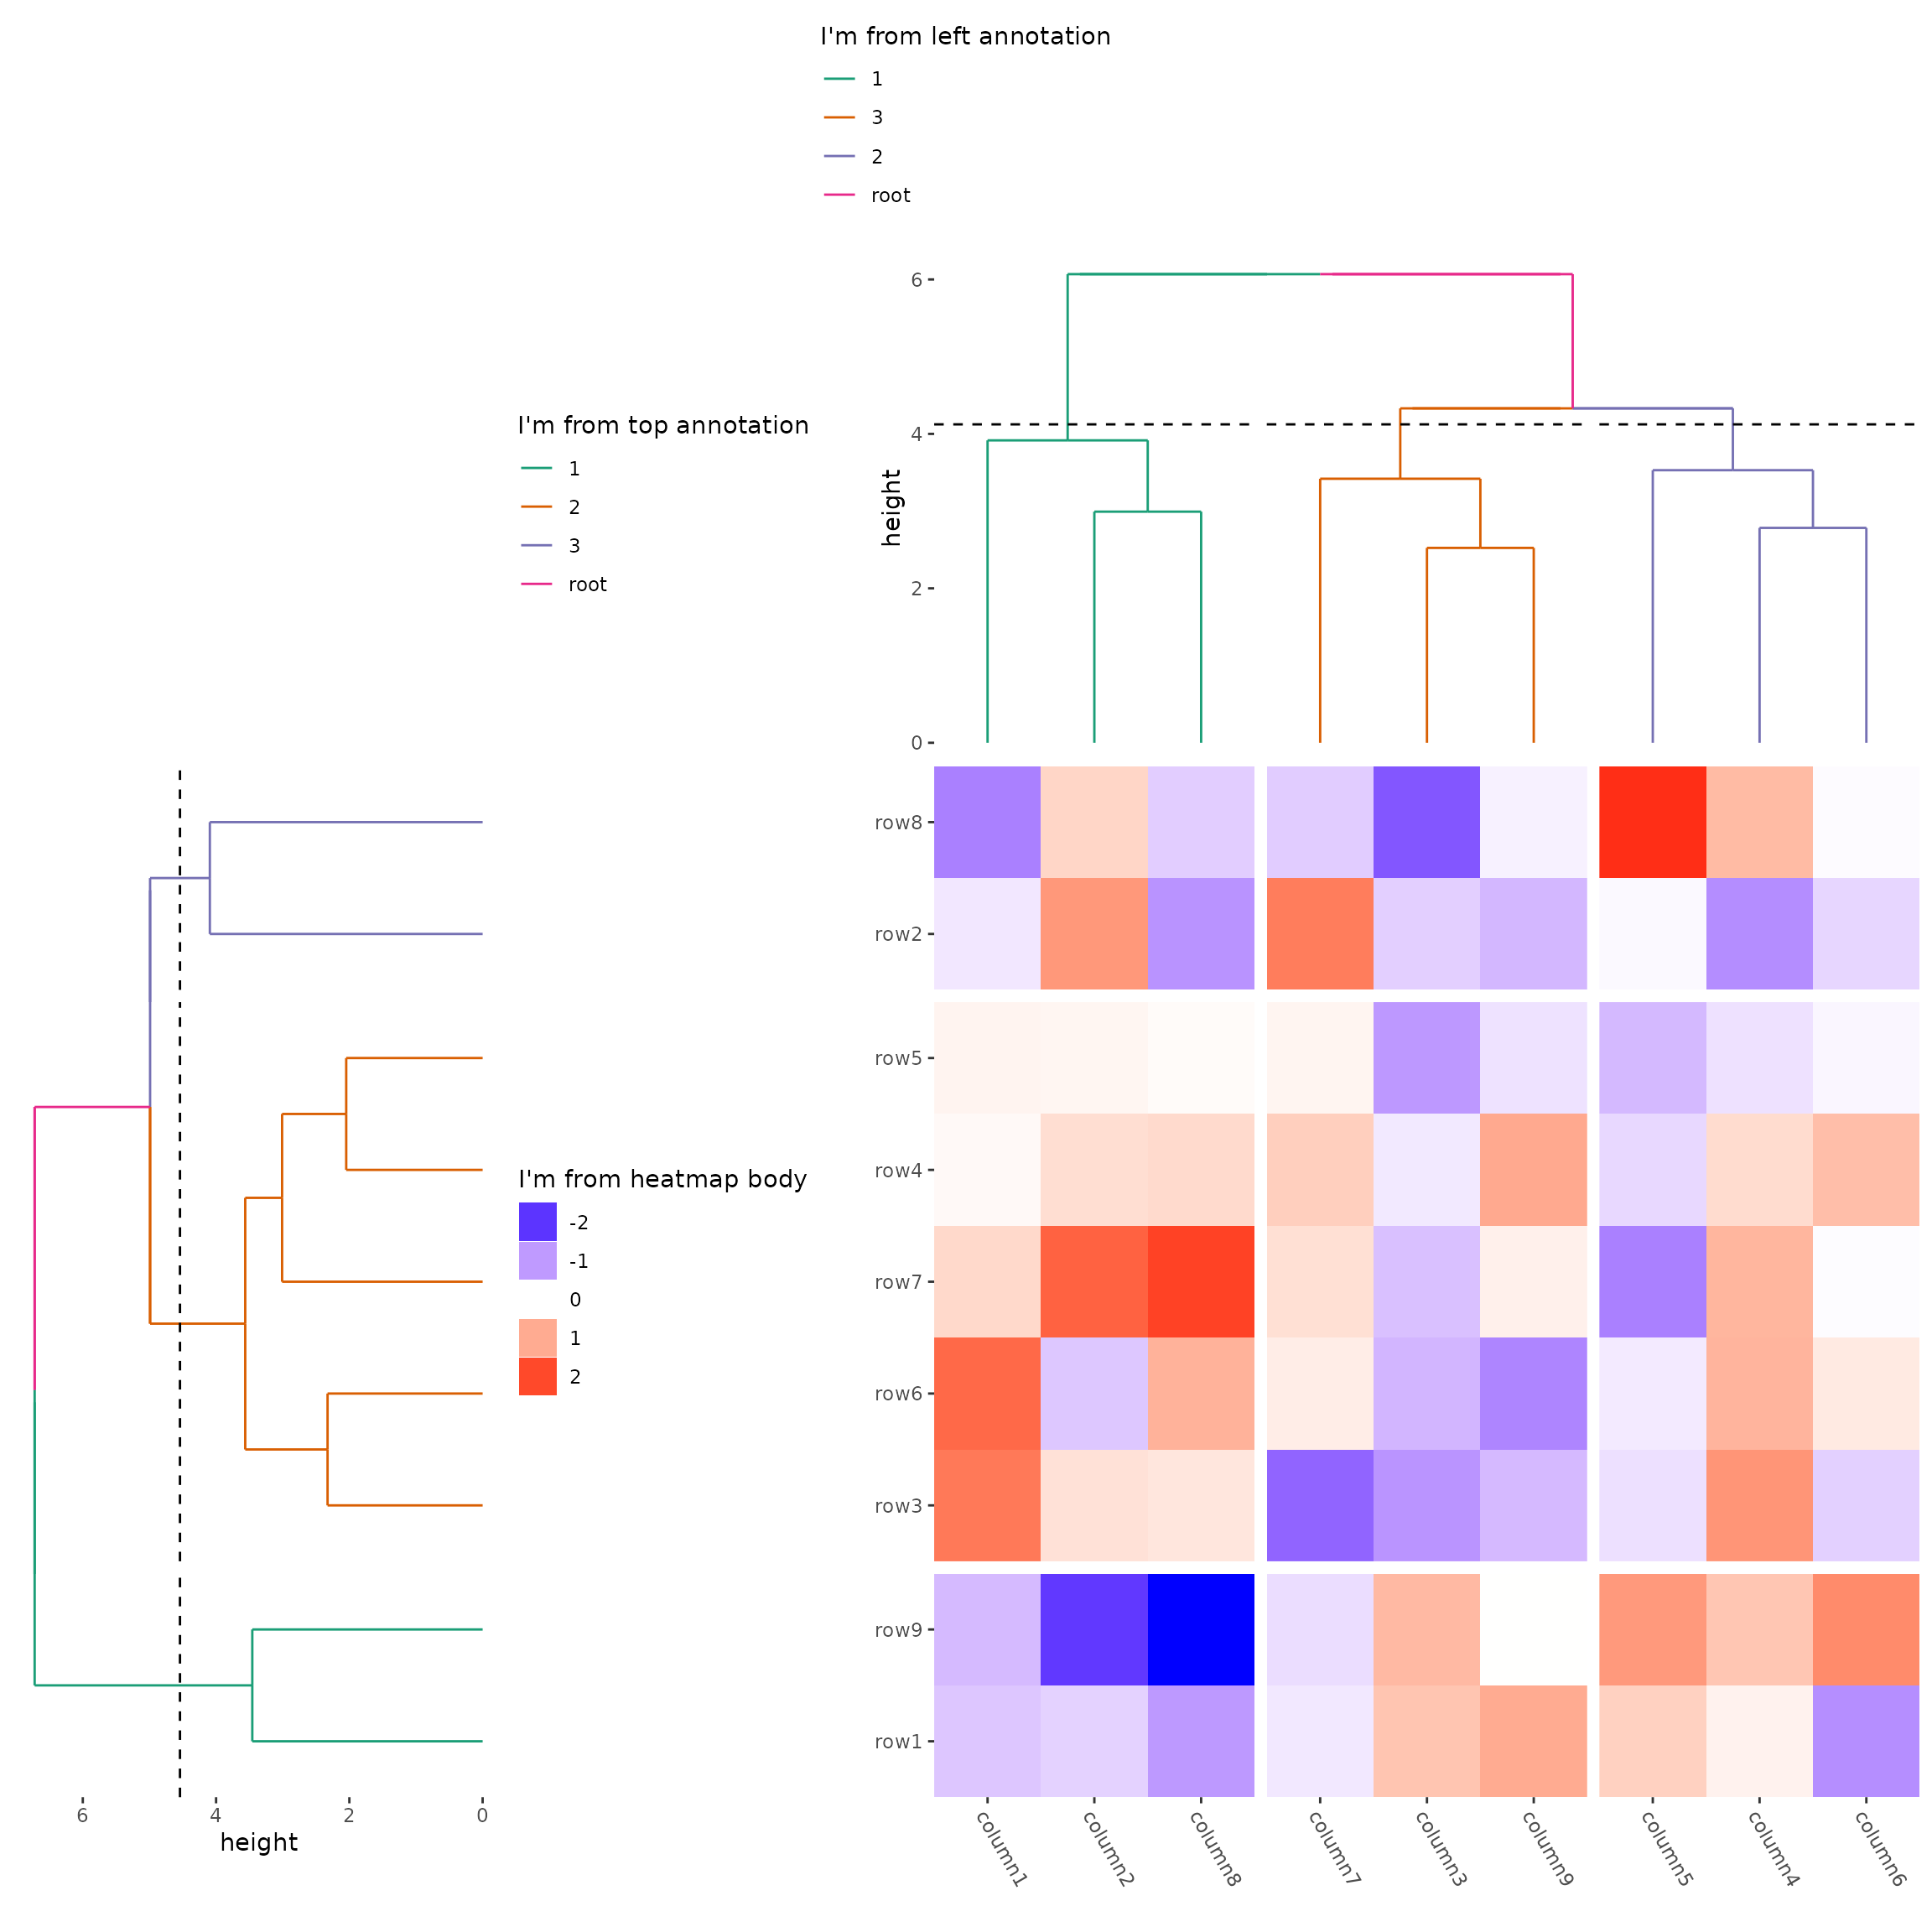 I'm from left annotation
1
3
2
root
6
4
2
0
height
I'm from top annotation
1
2
3
root
row8
row2
row5
row4
row7
row6
row3
row9
row1
I'm from heatmap body
-2
-1
0
1
2
6
4
2
0
height
column1
column2
column8
column7
column3
column9
column5
column4
column6